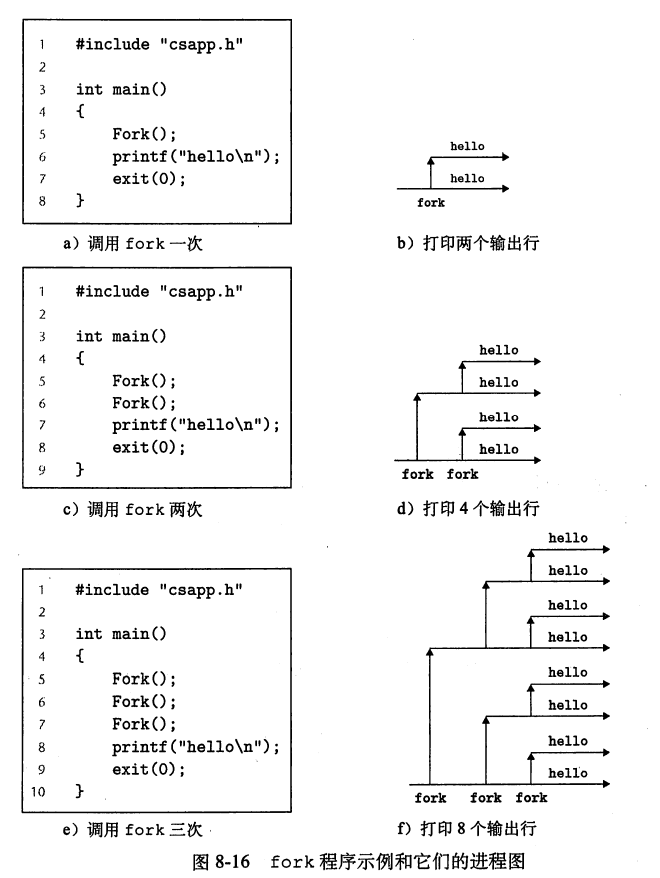 1 #include "csapp.h"
2
3 int main()
4 {
5 Fork();
6 printf("hello\n");
7 exit(0);
8 }
hello
hello
fork
a）调用 fork 一次
b）打印两个输出行
1 #include "csapp.h"
2
3 int main()
4 {
5 Fork();
6 Fork();
7 printf("hello\n");
8 exit(0);
9 }
hello
hello
hello
hello
fork fork
c）调用 fork 两次
d）打印 4 个输出行
1 #include "csapp.h"
2
3 int main()
4 {
5 Fork();
6 Fork();
7 Fork();
8 printf("hello\n");
9 exit(0);
10 }
hello
hello
hello
hello
hello
hello
hello
hello
fork fork fork
e）调用 fork 三次
f）打印 8 个输出行
图 8-16 fork 程序示例和它们的进程图